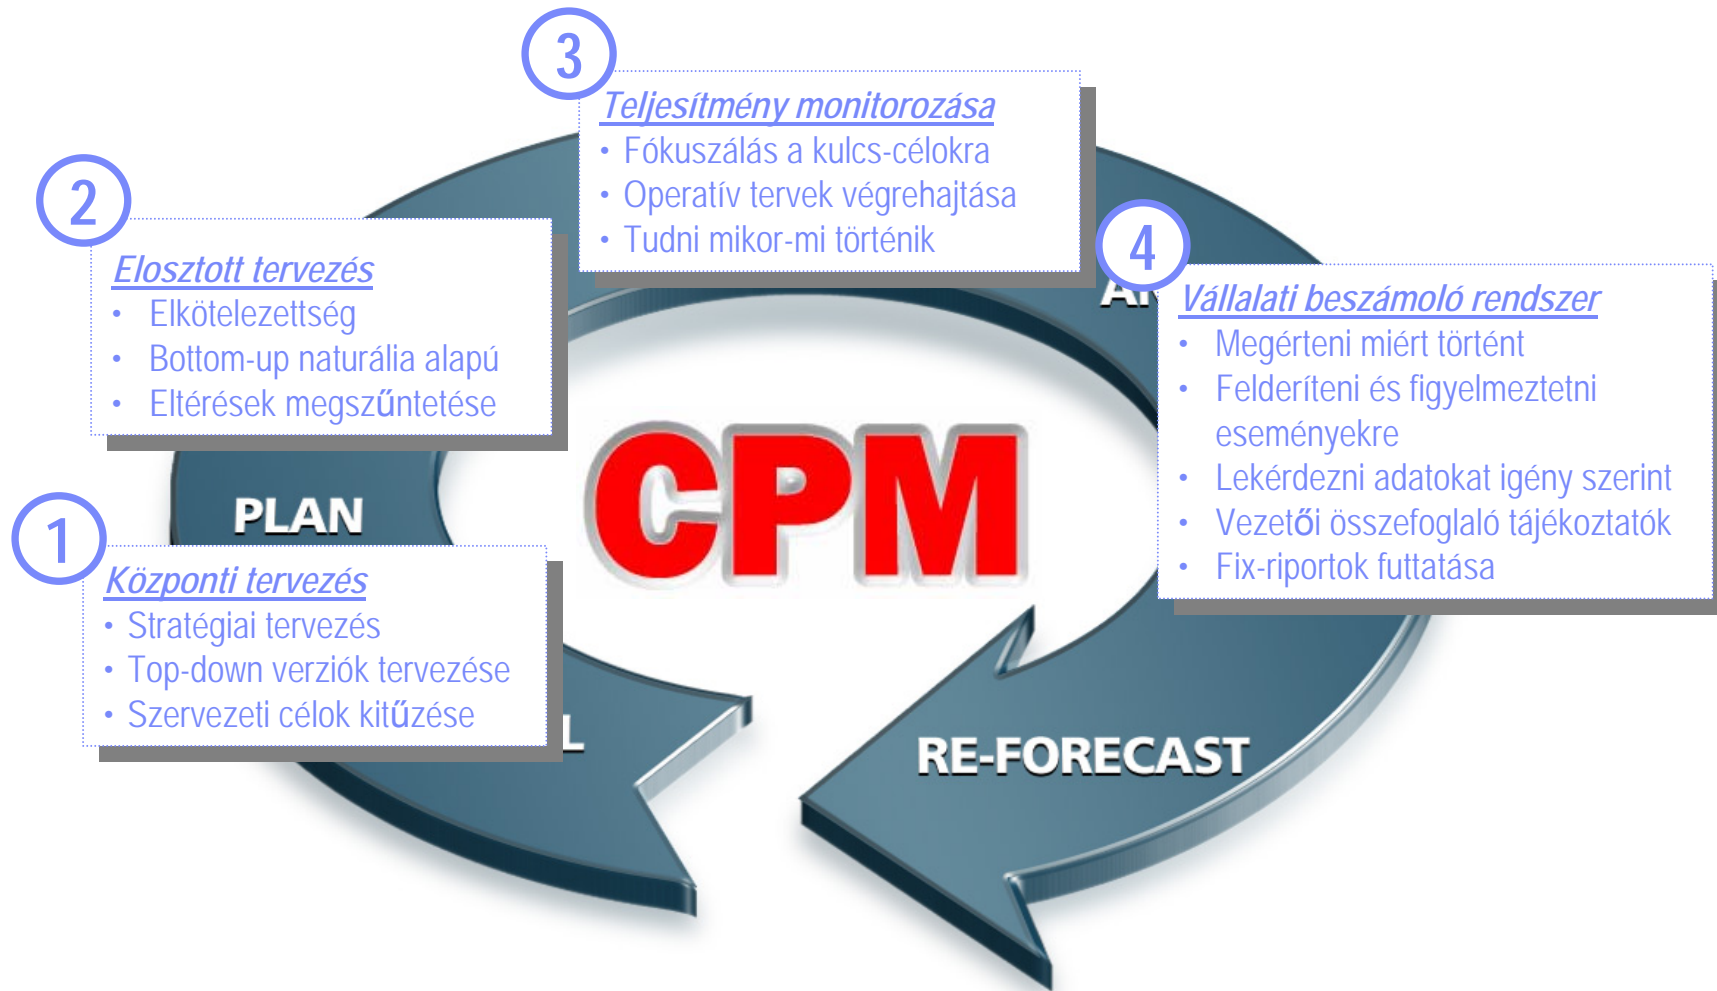 3
Teljesítmény monitorozása
• Fókuszálás a kulcs-célokra
• Operatív tervek végrehajtása
• Tudni mikor-mi történik
2
Elosztott tervezés
• Elkötelezettség
• Bottom-up naturália alapú
• Eltérések megszűntetése
4
Vállalati beszámoló rendszer
• Megérteni miért történt
• Felderíteni és figyelmeztetni
eseményekre
• Lekérdezni adatokat igény szerint
• Vezetői összefoglaló tájékoztatók
• Fix-riportok futtatása
CPM
PLAN
1
Központi tervezés
• Stratégiai tervezés
• Top-down verziók tervezése
• Szervezeti célok kitűzése
RE-FORECAST